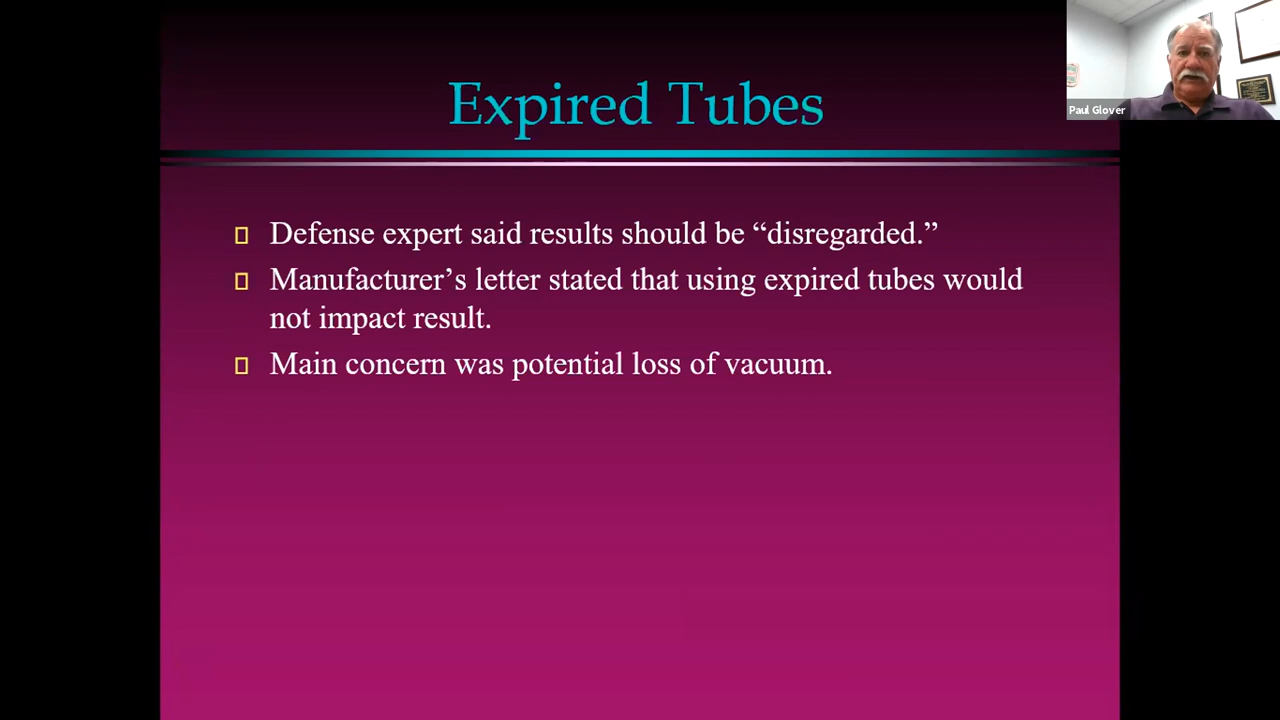 Expired Tubes
Defense expert said results should be “disregarded.”
Manufacturer’s letter stated that using expired tubes would
not impact result.
Main concern was potential loss of vacuum.
Paul Glover